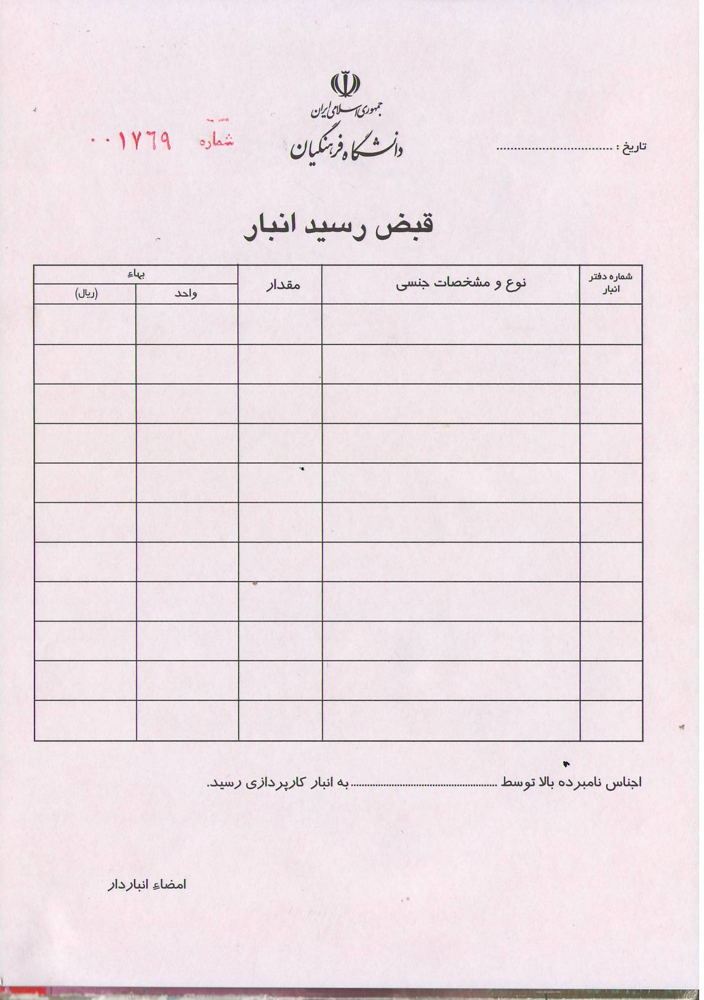 جمهوری اسلامی ایران
دانشگاه فرهنگیان
تاریخ : ................................
شماره ۰۰۱۷۶۹
قبض رسید انبار
شماره دفتر انبار
نوع و مشخصات جنسی
مقدار
بهاء
واحد
(ریال)
اجناس نامبرده بالا توسط ......................................................به انبار کارپردازی رسید.
امضاء انباردار